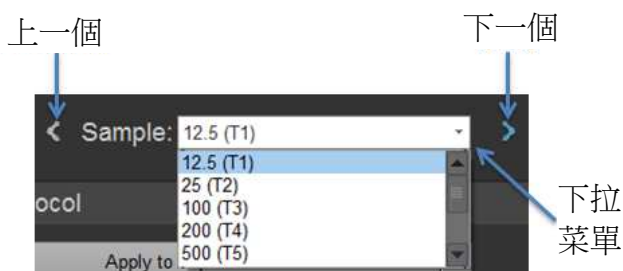 上一個
下一個
Sample: 12.5 (T1)
12.5 (T1)
25 (T2)
100 (T3)
200 (T4)
500 (T5)
ocol
Apply to
下拉
菜單